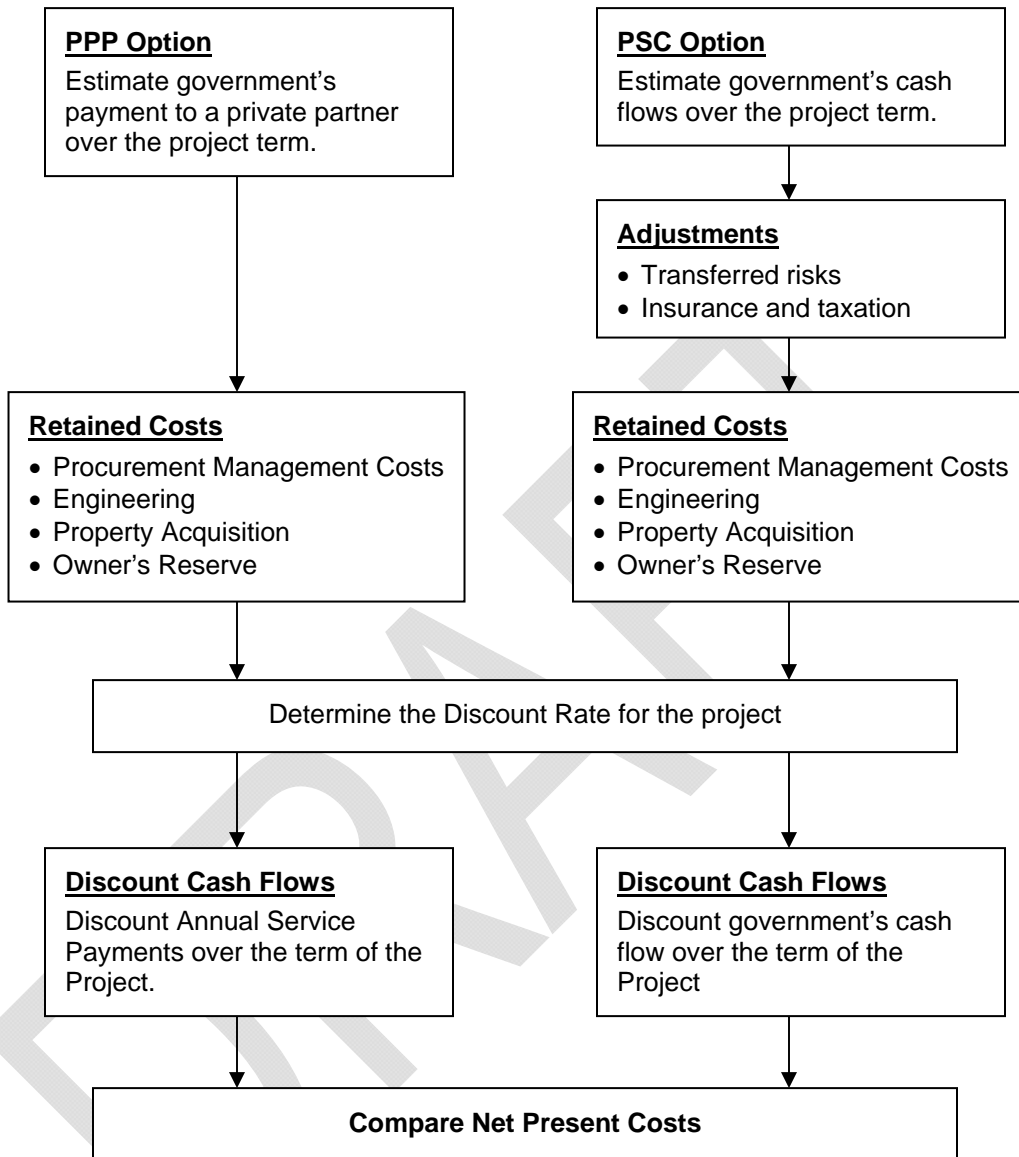 PPP Option
Estimate government’s
payment to a private partner
over the project term.
PSC Option
Estimate government’s cash
flows over the project term.
Adjustments
• Transferred risks
• Insurance and taxation
Retained Costs
• Procurement Management Costs
• Engineering
• Property Acquisition
• Owner’s Reserve
Retained Costs
• Procurement Management Costs
• Engineering
• Property Acquisition
• Owner’s Reserve
Determine the Discount Rate for the project
Discount Cash Flows
Discount Annual Service
Payments over the term of the
Project.
Discount Cash Flows
Discount government’s cash
flow over the term of the
Project
Compare Net Present Costs
DRAFT